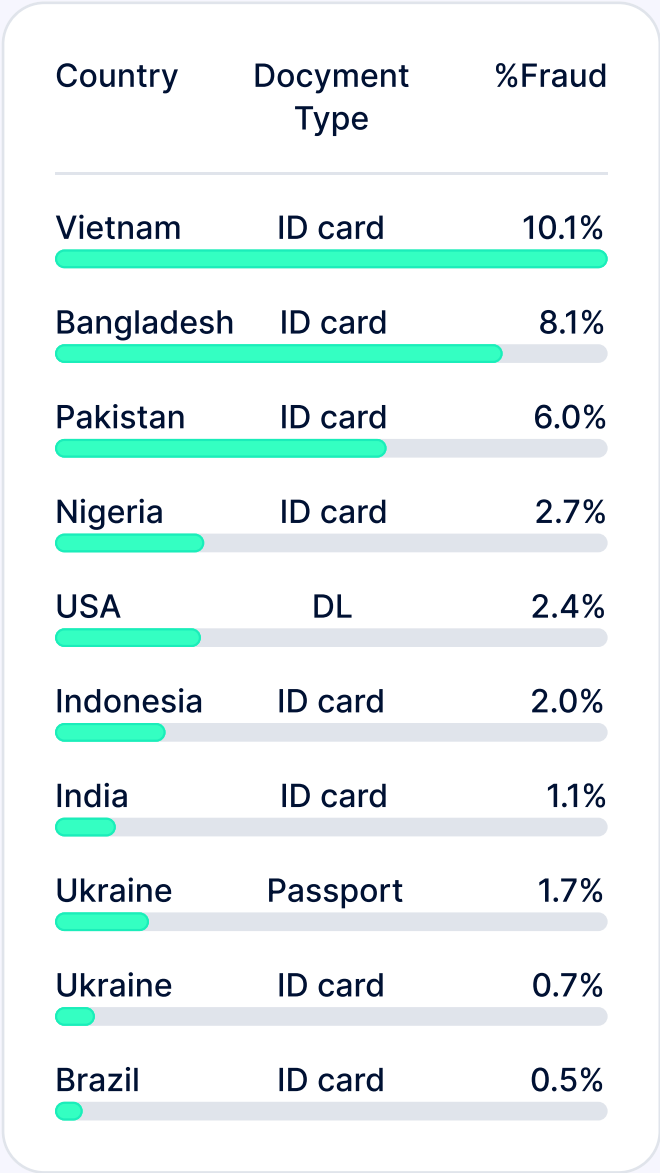 Country Docyment %Fraud
Type
Vietnam ID card 10.1%
Bangladesh ID card 8.1%
Pakistan ID card 6.0%
Nigeria ID card 2.7%
USA DL 2.4%
Indonesia ID card 2.0%
India ID card 1.1%
Ukraine Passport 1.7%
Ukraine ID card 0.7%
Brazil ID card 0.5%